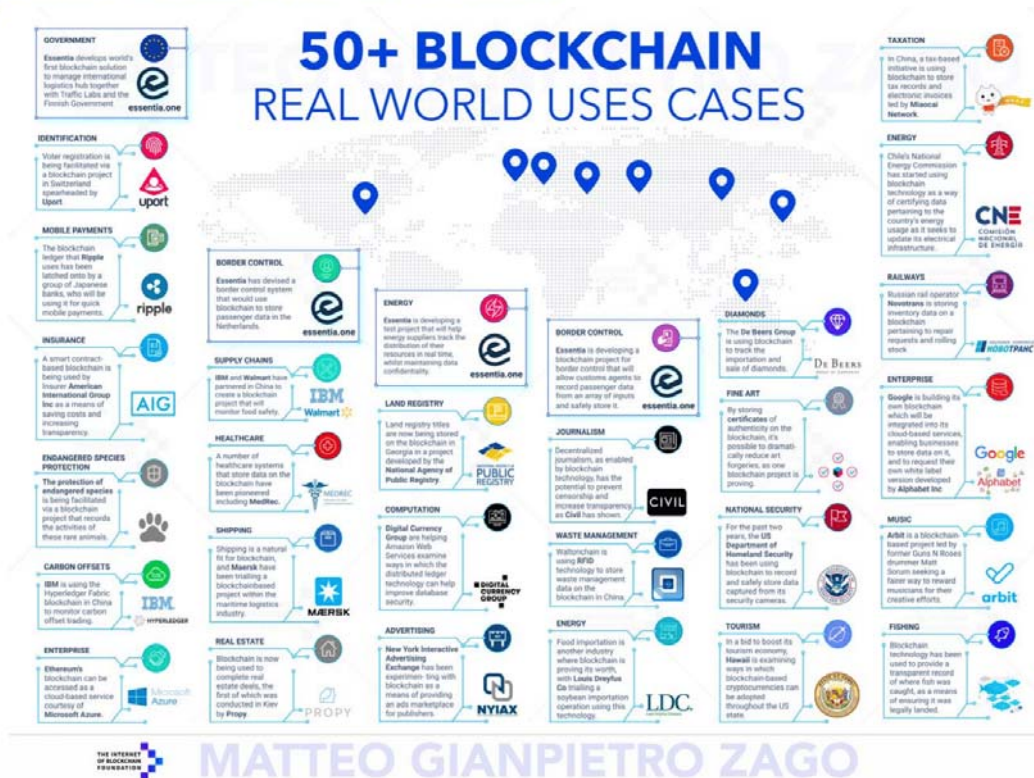 50+ BLOCKCHAIN
REAL WORLD USES CASES
GOVERNMENT
Essentia develops world's
first blockchain solution
to manage international
logistics hub together
with Traffic Labs and the
Finnish Government
essentia.one
IDENTIFICATION
Voter registration is
being facilitated via
a blockchain project
in Switzerland
spearheaded by
Uport
uport
MOBILE PAYMENTS
The blockchain
ledger that Ripple
uses has been
latched onto by a
group of Japanese
banks, who will be
using it for quick
mobile payments.
ripple
INSURANCE
A smart contract-
based blockchain is
being used by
Insurer American
International Group
Inc as a means of
saving costs and
increasing
transparency.
AIG
ENDANGERED SPECIES
PROTECTION
The protection of
endangered species
is being facilitated
via a blockchain
project that records
the activities of
these rare animals.
CARBON OFFSETS
IBM is using the
Hyperledger Fabric
blockchain in China
to monitor carbon
offset trading.
IBM
HYPERLEDGER
ENTERPRISE
Ethereum's
blockchain can be
accessed as a
cloud-based service
courtesy of
Microsoft Azure.
Microsoft
Azure
BORDER CONTROL
Essentia has devised a
border control system
that would use
blockchain to store
passenger data in the
Netherlands.
essentia.one
SUPPLY CHAINS
IBM and Walmart have
partnered in China to
create a blockchain
project that will
monitor food safety.
IBM
Walmart
HEALTHCARE
A number of
healthcare systems
that store data on the
blockchain have
been pioneered
including MedRec.
MEDREC
SHIPPING
Shipping is a natural
fit for blockchain,
and Maersk have
been trialling a
blockchainbased
project within the
maritime logistics
industry.
MÆRSK
REAL ESTATE
Blockchain is now
being used to
complete real
estate deals, the
first of which was
conducted in Kiev
by Propy.
PROPY
ENERGY
Essentia is developing a
test project that will help
energy suppliers track the
distribution of their
resources in real time,
whilst maintaining data
confidentiality.
essentia.one
LAND REGISTRY
Land registry titles
are now being stored
on the blockchain in
Georgia in a project
developed by the
National Agency of
Public Registry.
PUBLIC
REGISTRY
COMPUTATION
Digital Currency
Group are helping
Amazon Web
Services examine
ways in which the
distributed ledger
technology can help
improve database
security.
DIGITAL
CURRENCY
GROUP
ADVERTISING
New York Interactive
Advertising
Exchange has been
experimen- ting with
blockchain as a
means of providing
an ads marketplace
for publishers.
NYIAX
BORDER CONTROL
Essentia is developing a
blockchain project for
border control that will
allow customs agents to
record passenger data
from an array of inputs
and safely store it.
essentia.one
JOURNALISM
Decentralized
journalism, as enabled
by blockchain
technology, has the
potential to prevent
censorship and
increase transparency,
as Civil has shown.
CIVIL
WASTE MANAGEMENT
Waltonchain is
using RFID
technology to store
waste management
data on the
blockchain in China.
ENERGY
Food importation is
another industry
where blockchain is
proving its worth,
with Louis Dreyfus
Co trialling a
soybean importation
operation using this
technology.
LDC.
DIAMONDS
The De Beers Group
is using blockchain
to track the
importation and
sale of diamonds.
DE BEERS
FINE ART
By storing
certificates of
authenticity on the
blockchain, it's
possible to dramati-
cally reduce art
forgeries, as one
blockchain project is
proving.
NATIONAL SECURITY
For the past two
years, the US
Department of
Homeland Security
has been using
blockchain to record
and safely store data
captured from its
security cameras.
TOURISM
In a bid to boost its
tourism economy,
Hawaii is examining
ways in which
blockchain-based
cryptocurrencies can
be adopted
throughout the US
state.
TAXATION
In China, a tax-based
initiative is using
blockchain to store
tax records and
electronic invoices
led by Miaocai
Network.
ENERGY
Chile's National
Energy Commission
has started using
blockchain
technology as a way
of certifying data
pertaining to the
country's energy
usage as it seeks to
update its electrical
infrastructure.
CNE
COMISIÓN
NACIONAL
DE ENERGÍA
RAILWAYS
Russian rail operator
Novotrans is storing
inventory data on a
blockchain
pertaining to repair
requests and rolling
stock
НОВОТРАНС
ENTERPRISE
Google is building its
own blockchain
which will be
integrated into its
cloud-based services,
enabling businesses
to store data on it,
and to request their
own white label
version developed
by Alphabet Inc
Google
Alphabet
MUSIC
Arbit is a blockchain-
based project led by
former Guns N Roses
drummer Matt
Sorum seeking a
fairer way to reward
musicians for their
creative efforts.
arbit
FISHING
Blockchain
technology has been
used to provide a
transparent record
of where fish was
caught, as a means
of ensuring it was
legally landed.
THE INTERNET
OF BLOCKCHAIN
FOUNDATION
MATTEO GIANPETRO ZAGO